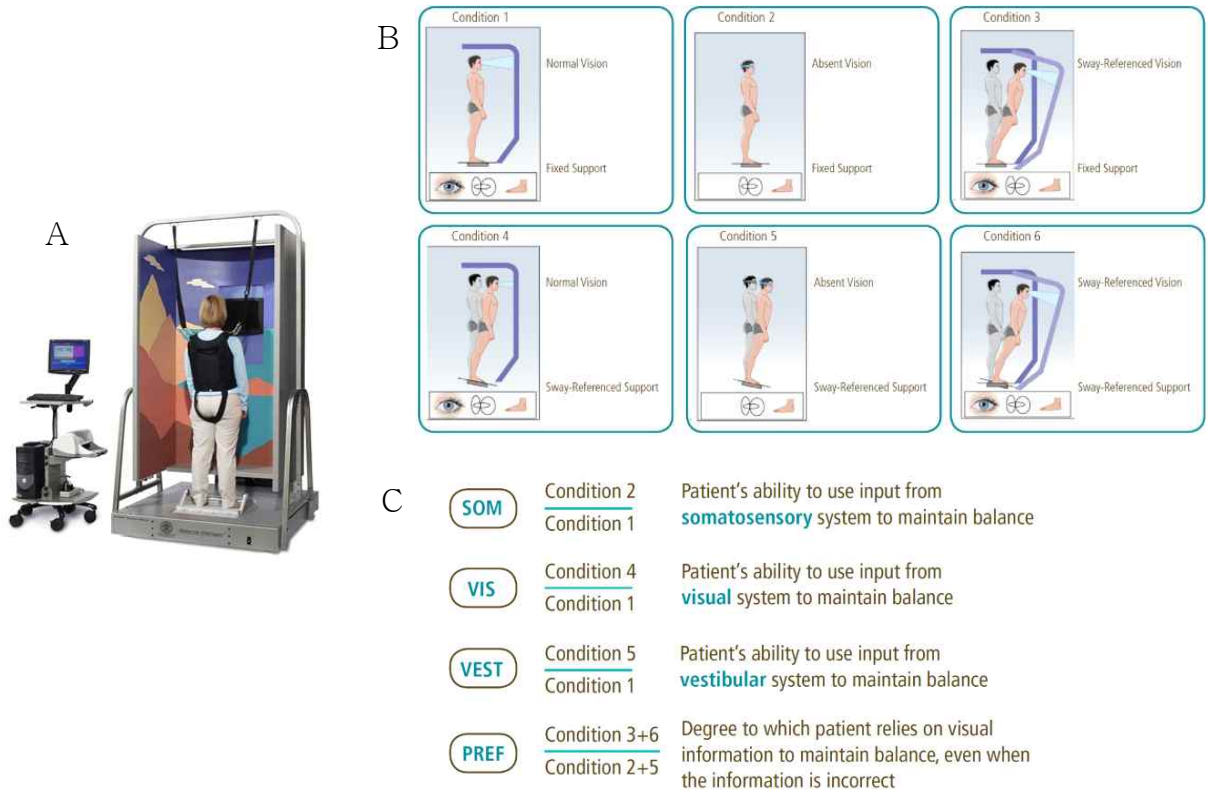 A
B
Condition 1
Normal Vision
Fixed Support
Condition 2
Absent Vision
Fixed Support
Condition 3
Sway-Referenced Vision
Fixed Support
Condition 4
Normal Vision
Sway-Referenced Support
Condition 5
Absent Vision
Sway-Referenced Support
Condition 6
Sway-Referenced Vision
Sway-Referenced Support
C
SOM
Condition 2
Condition 1
Patient's ability to use input from
somatosensory system to maintain balance
VIS
Condition 4
Condition 1
Patient's ability to use input from
visual system to maintain balance
VEST
Condition 5
Condition 1
Patient's ability to use input from
vestibular system to maintain balance
PREF
Condition 3+6
Condition 2+5
Degree to which patient relies on visual
information to maintain balance, even when
the information is incorrect